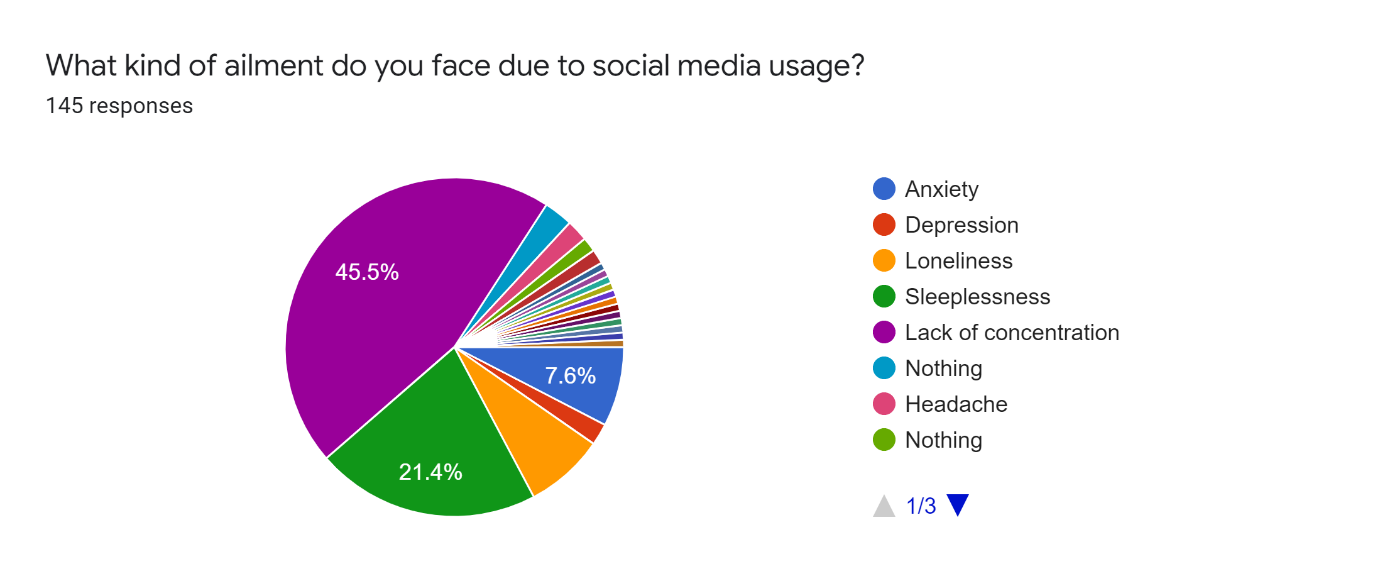 What kind of ailment do you face due to social media usage?
145 responses
45.5%
7.6%
21.4%
Anxiety
Depression
Loneliness
Sleeplessness
Lack of concentration
Nothing
Headache
Nothing
1/3